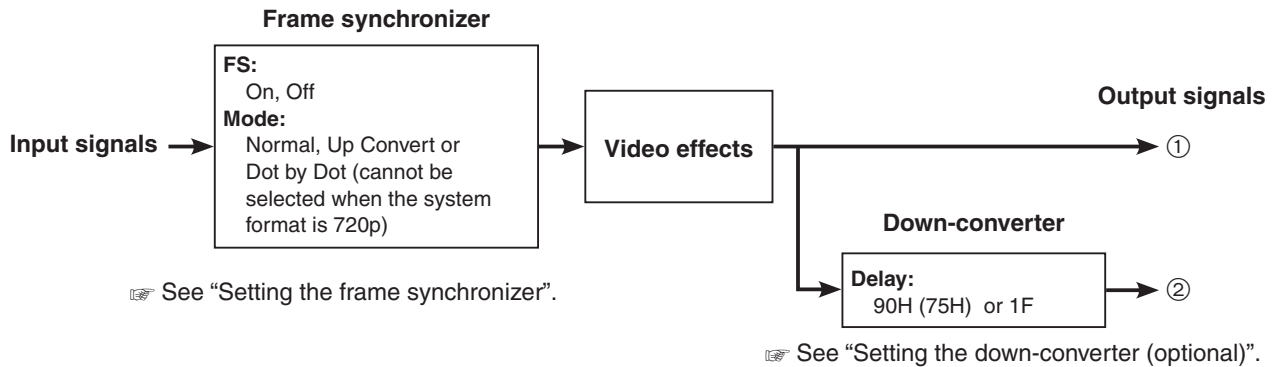 Frame synchronizer
FS:
On, Off
Mode:
Normal, Up Convert or
Dot by Dot (cannot be
selected when the system
format is 720p)
Input signals
Video effects
Output signals
①
Down-converter
Delay:
90H (75H)  or 1F
②
☞ See “Setting the frame synchronizer”.
☞ See “Setting the down-converter (optional)”.